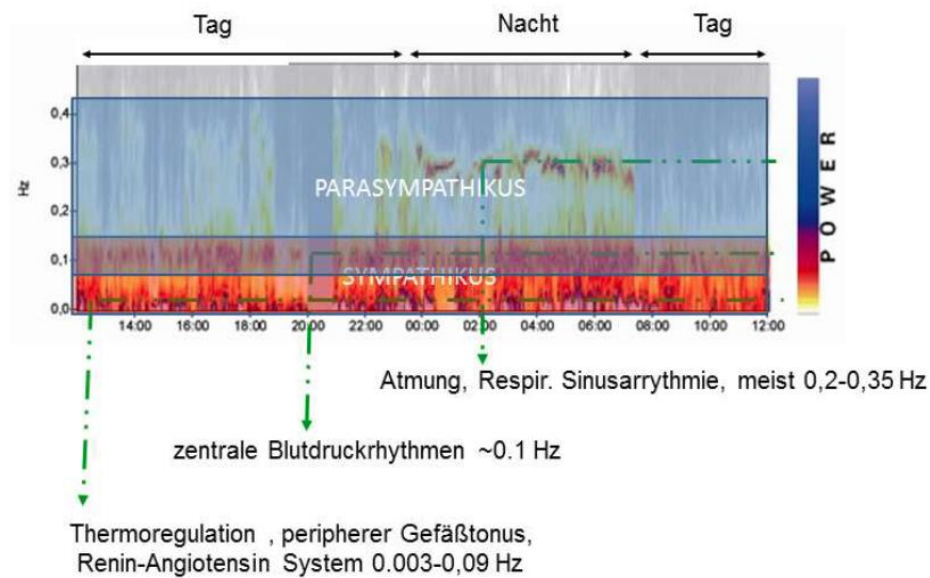 Tag Nacht Tag
0,4
0,3
0,2
0,1
0,0
Hz
PARASYMPATHIKUS
SYMPATHIKUS
POWER
14:00 16:00 18:00 20:00 22:00 00:00 02:00 04:00 06:00 08:00 10:00 12:00
Atmung, Respir. Sinusarrythmie, meist 0,2-0,35 Hz
zentrale Blutdruckrhythmen ~0.1 Hz
Thermoregulation , peripherer Gefäßtonus,
Renin-Angiotensin System 0.003-0,09 Hz